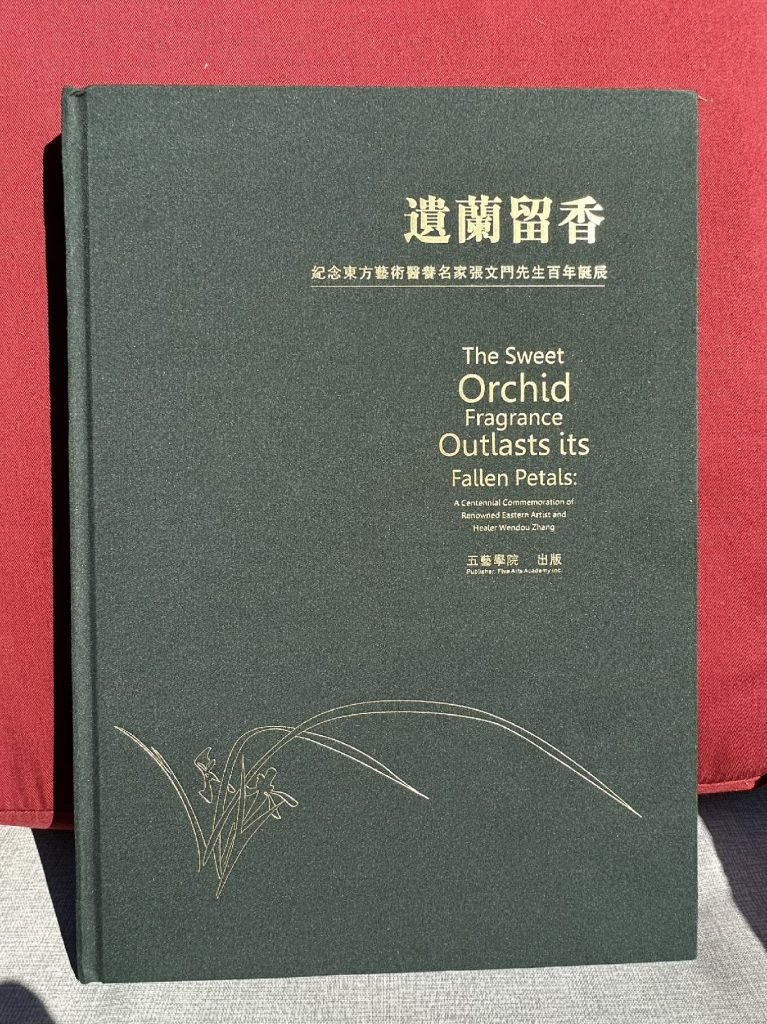 遺蘭留香
紀念東方藝術醫養名家張文鬥先生百年誕辰
The Sweet
Orchid
Fragrance
Outlasts its
Fallen Petals:
A Centennial Commemoration of
Renowned Eastern Artist and
Healer Wendou Zhang
五藝學院 出版
Publisher: Five Arts Academy Inc.